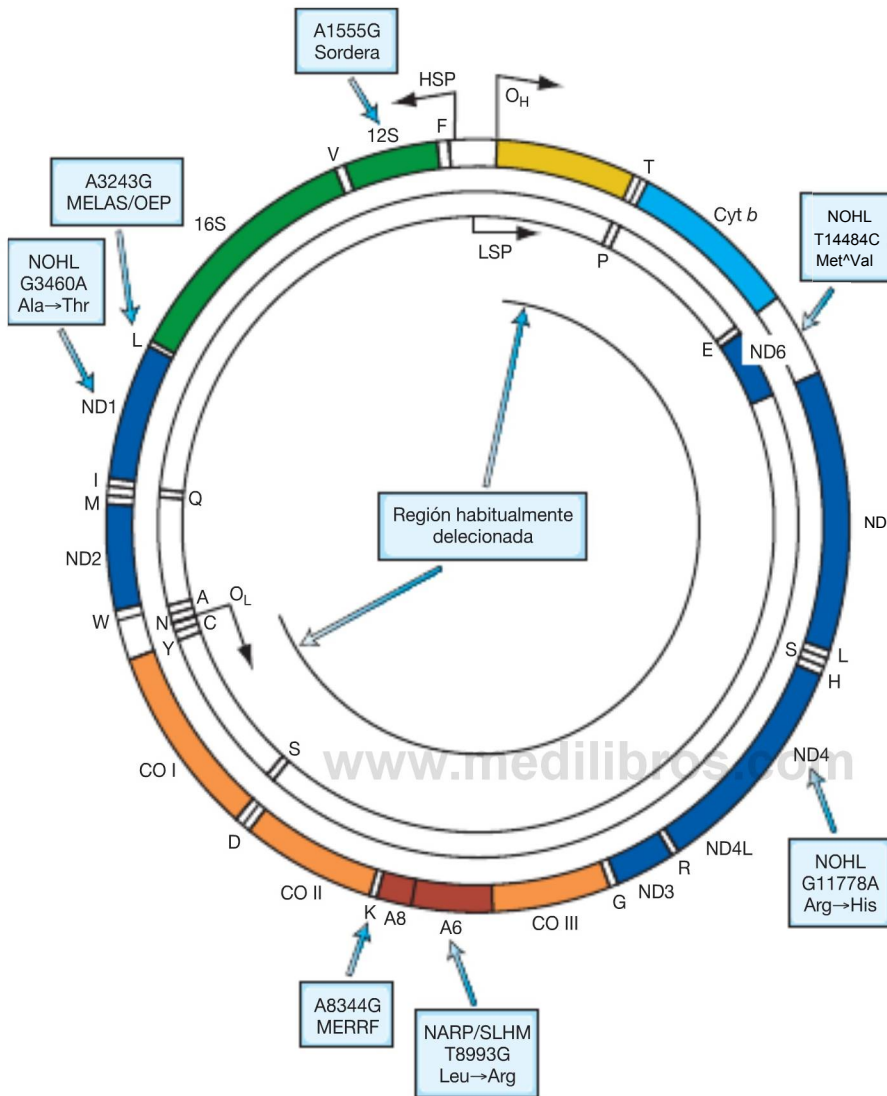 A1555G
Sordera
HSP
O_H
12S
F
V
T
A3243G
MELAS/OEP
16S
Cyt b
NOHL
T14484C
Met^Val
NOHL
G3460A
Ala→Thr
LSP
P
L
E
ND6
ND1
I
M
Q
Región habitualmente
delecionada
ND
ND2
A
O_L
W
N
C
Y
S
L
H
S
www.medilibros.com
ND4
CO I
D
ND4L
R
NOHL
G11778A
Arg→His
CO II
K
A8
A6
CO III
G
ND3
A8344G
MERRF
NARP/SLHM
T8993G
Leu→Arg